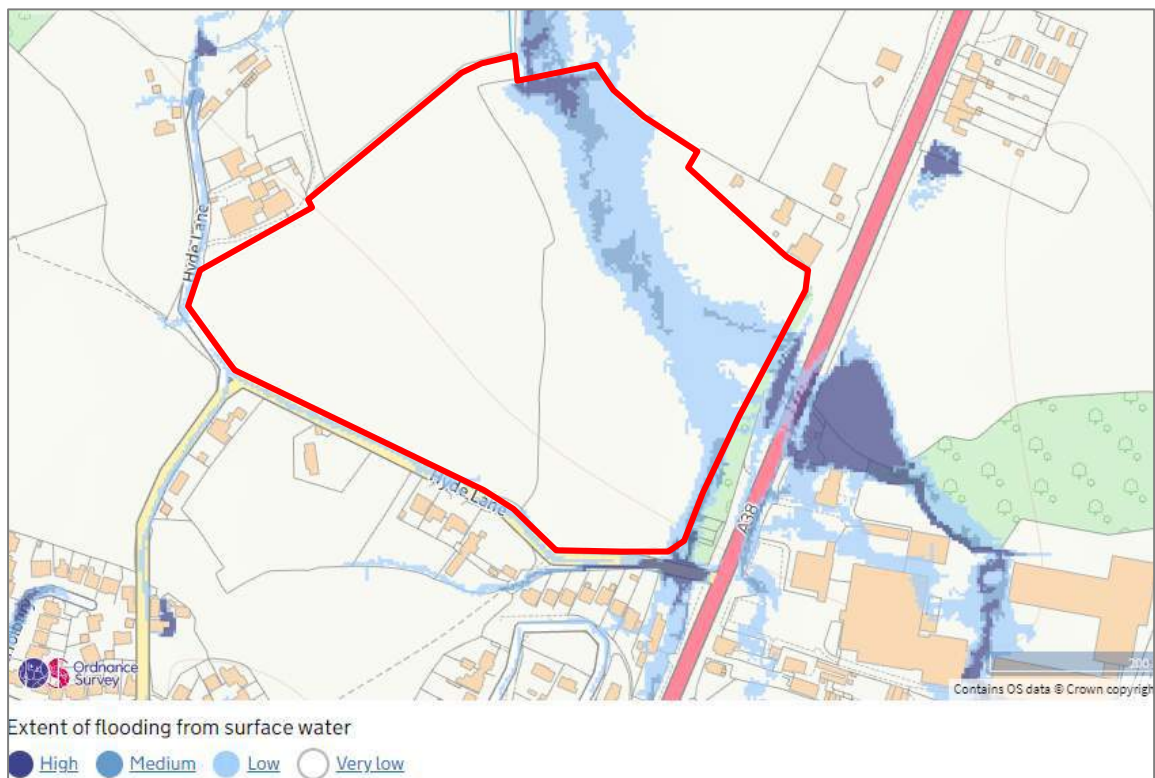 Hyde Lane
Hyde Lane
A38
Ordnance
Survey
200
Contains OS data © Crown copyrigh
Extent of flooding from surface water
High Medium Low Very low